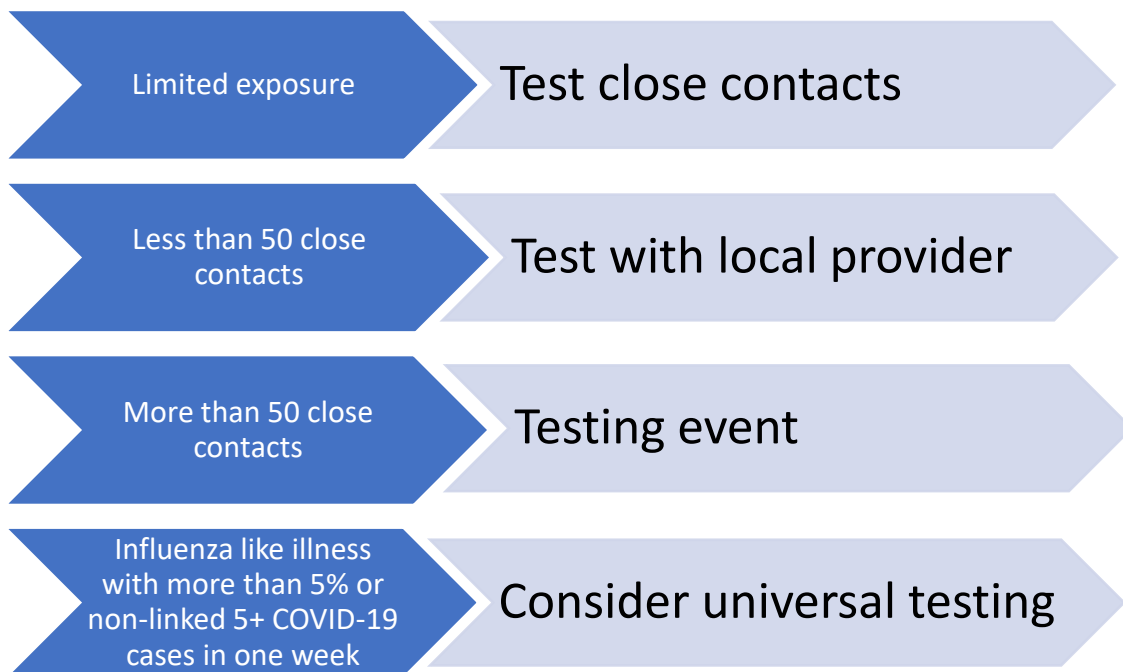 Limited exposure
Test close contacts
Less than 50 close
contacts
Test with local provider
More than 50 close
contacts
Testing event
Influenza like illness
with more than 5% or
non-linked 5+ COVID-19
cases in one week
Consider universal testing